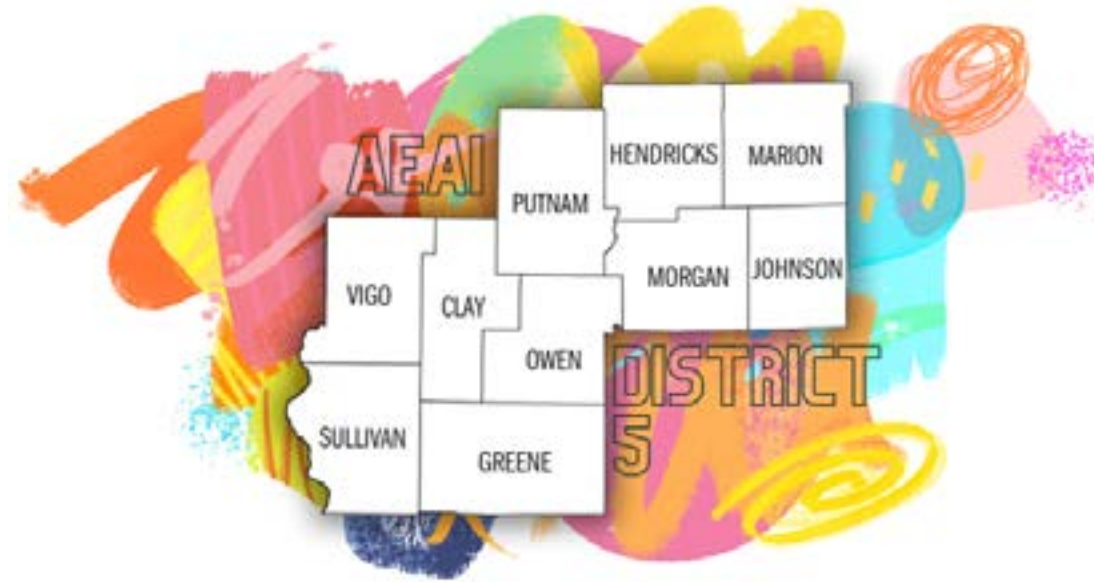 AEAI
HENDRICKS
MARION
PUTNAM
VIGO
CLAY
MORGAN
JOHNSON
OWEN
DISTRICT
5
SULLIVAN
GREENE